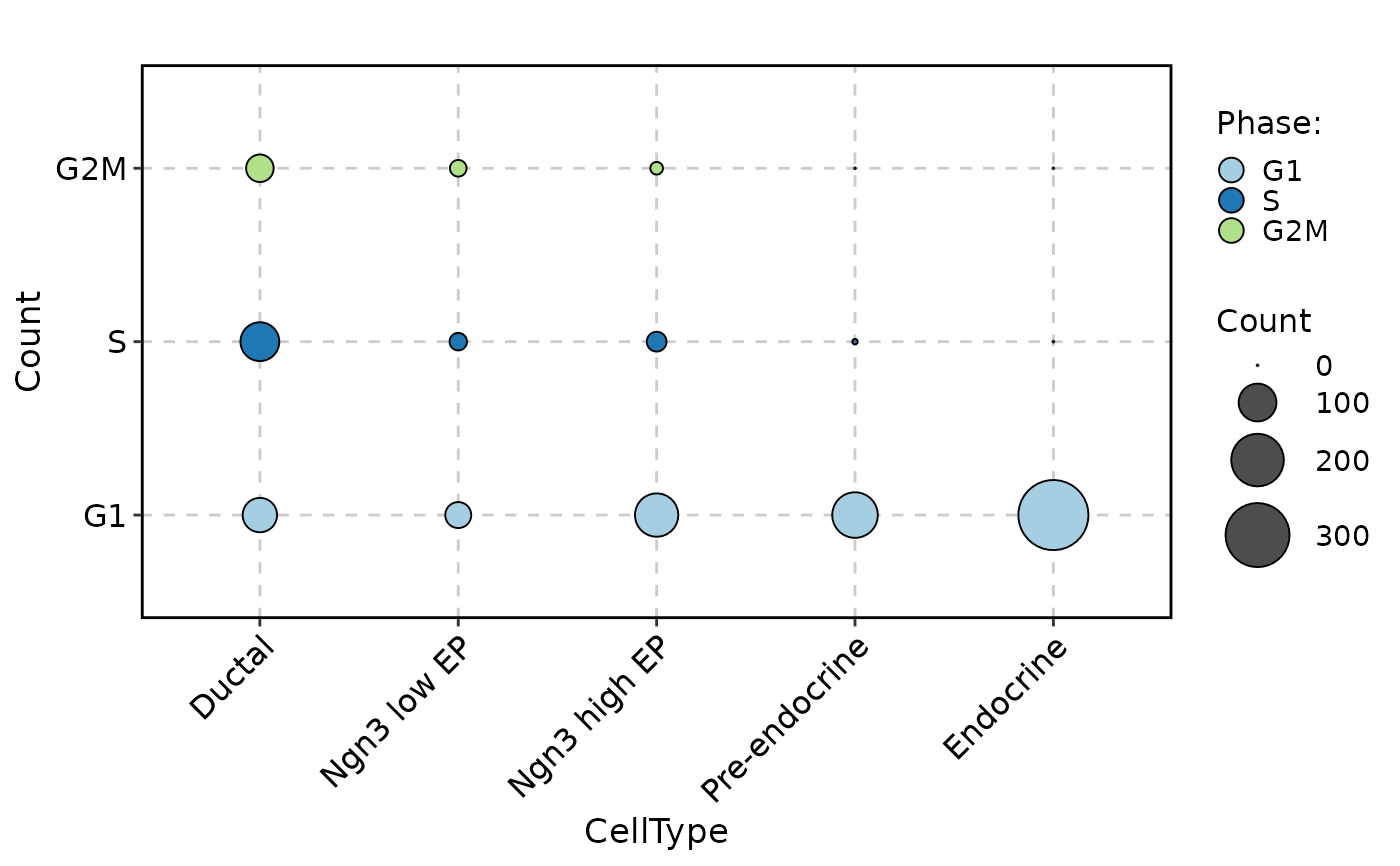 G2M
S
G1
Count
Ductal
Ngn3 low EP
Ngn3 high EP
Pre-endocrine
Endocrine
CellType
Phase:
G1
S
G2M
Count
0
100
200
300